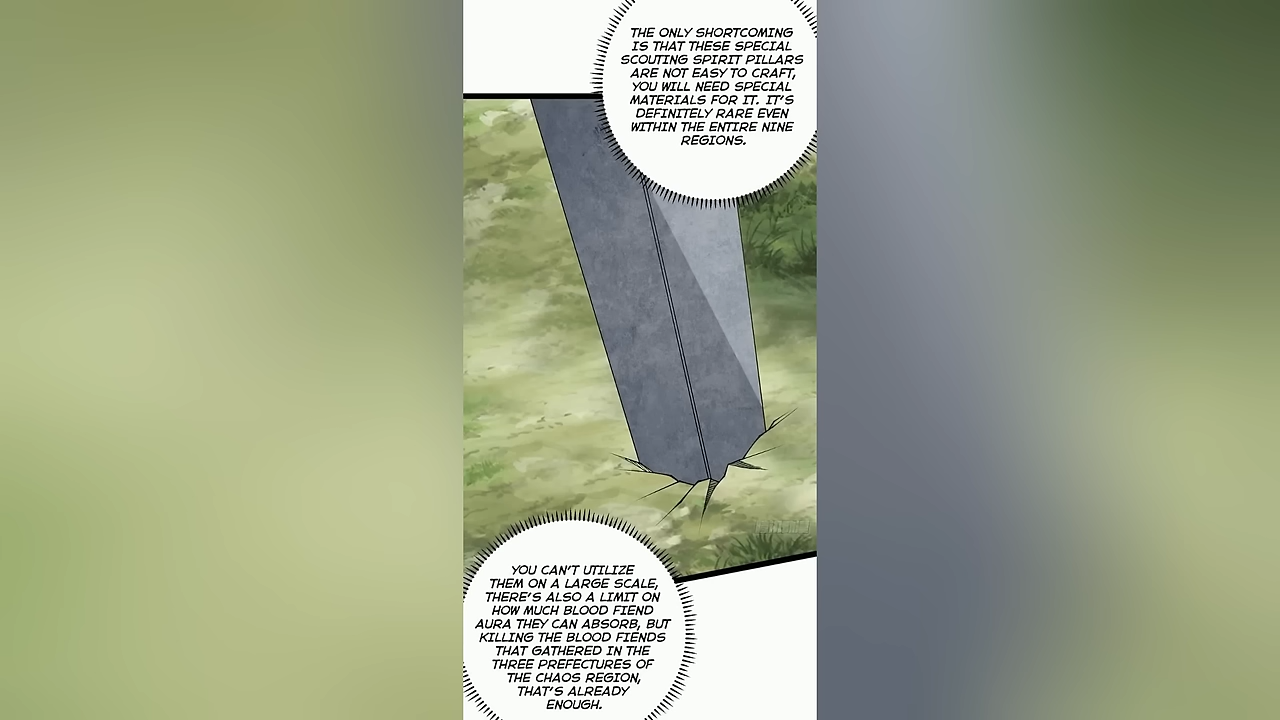 THE ONLY SHORTCOMING
IS THAT THESE SPECIAL
SCOUTING SPIRIT PILLARS
ARE NOT EASY TO CRAFT,
YOU WILL NEED SPECIAL
MATERIALS FOR IT. IT'S
DEFINITELY RARE EVEN
WITHIN THE ENTIRE NINE
REGIONS.
YOU CAN'T UTILIZE
THEM ON A LARGE SCALE,
THERE'S ALSO A LIMIT ON
HOW MUCH BLOOD FIEND
AURA THEY CAN ABSORB, BUT
KILLING THE BLOOD FIENDS
THAT GATHERED IN THE
THREE PREFECTURES OF
THE CHAOS REGION,
THAT'S ALREADY
ENOUGH.